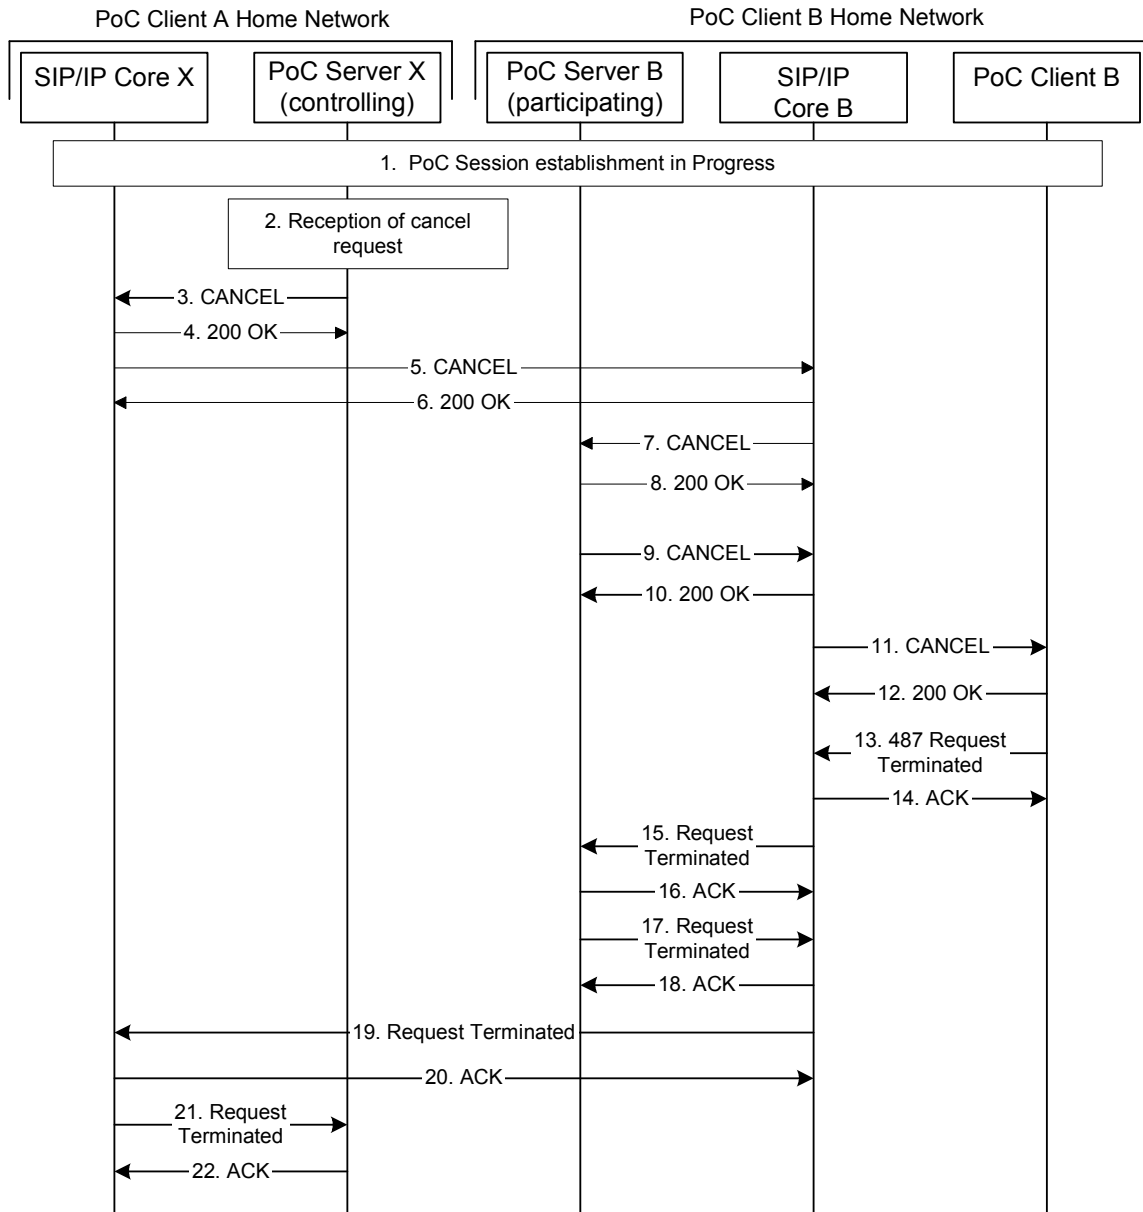 PoC Client A Home Network
PoC Client B Home Network
SIP/IP Core X
PoC Server X
(controlling)
PoC Server B
(participating)
SIP/IP
Core B
PoC Client B
1. PoC Session establishment in Progress
2. Reception of cancel
request
3. CANCEL
4. 200 OK
5. CANCEL
6. 200 OK
7. CANCEL
8. 200 OK
9. CANCEL
10. 200 OK
11. CANCEL
12. 200 OK
13. 487 Request
Terminated
14. ACK
15. Request
Terminated
16. ACK
17. Request
Terminated
18. ACK
19. Request Terminated
20. ACK
21. Request
Terminated
22. ACK